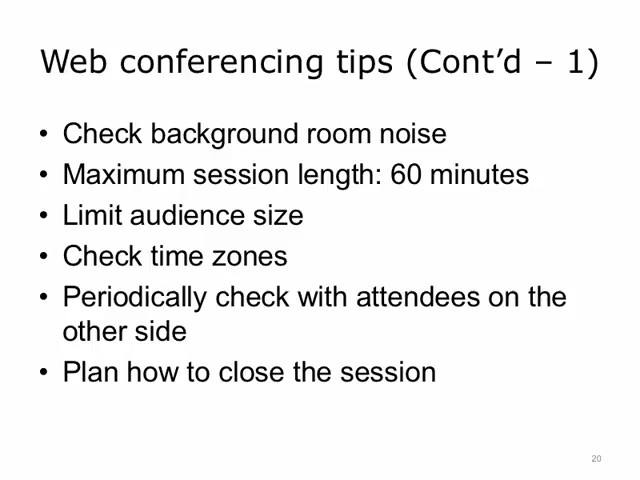 Web conferencing tips (Cont’d – 1)
• Check background room noise
• Maximum session length: 60 minutes
• Limit audience size
• Check time zones
• Periodically check with attendees on the
other side
• Plan how to close the session
20